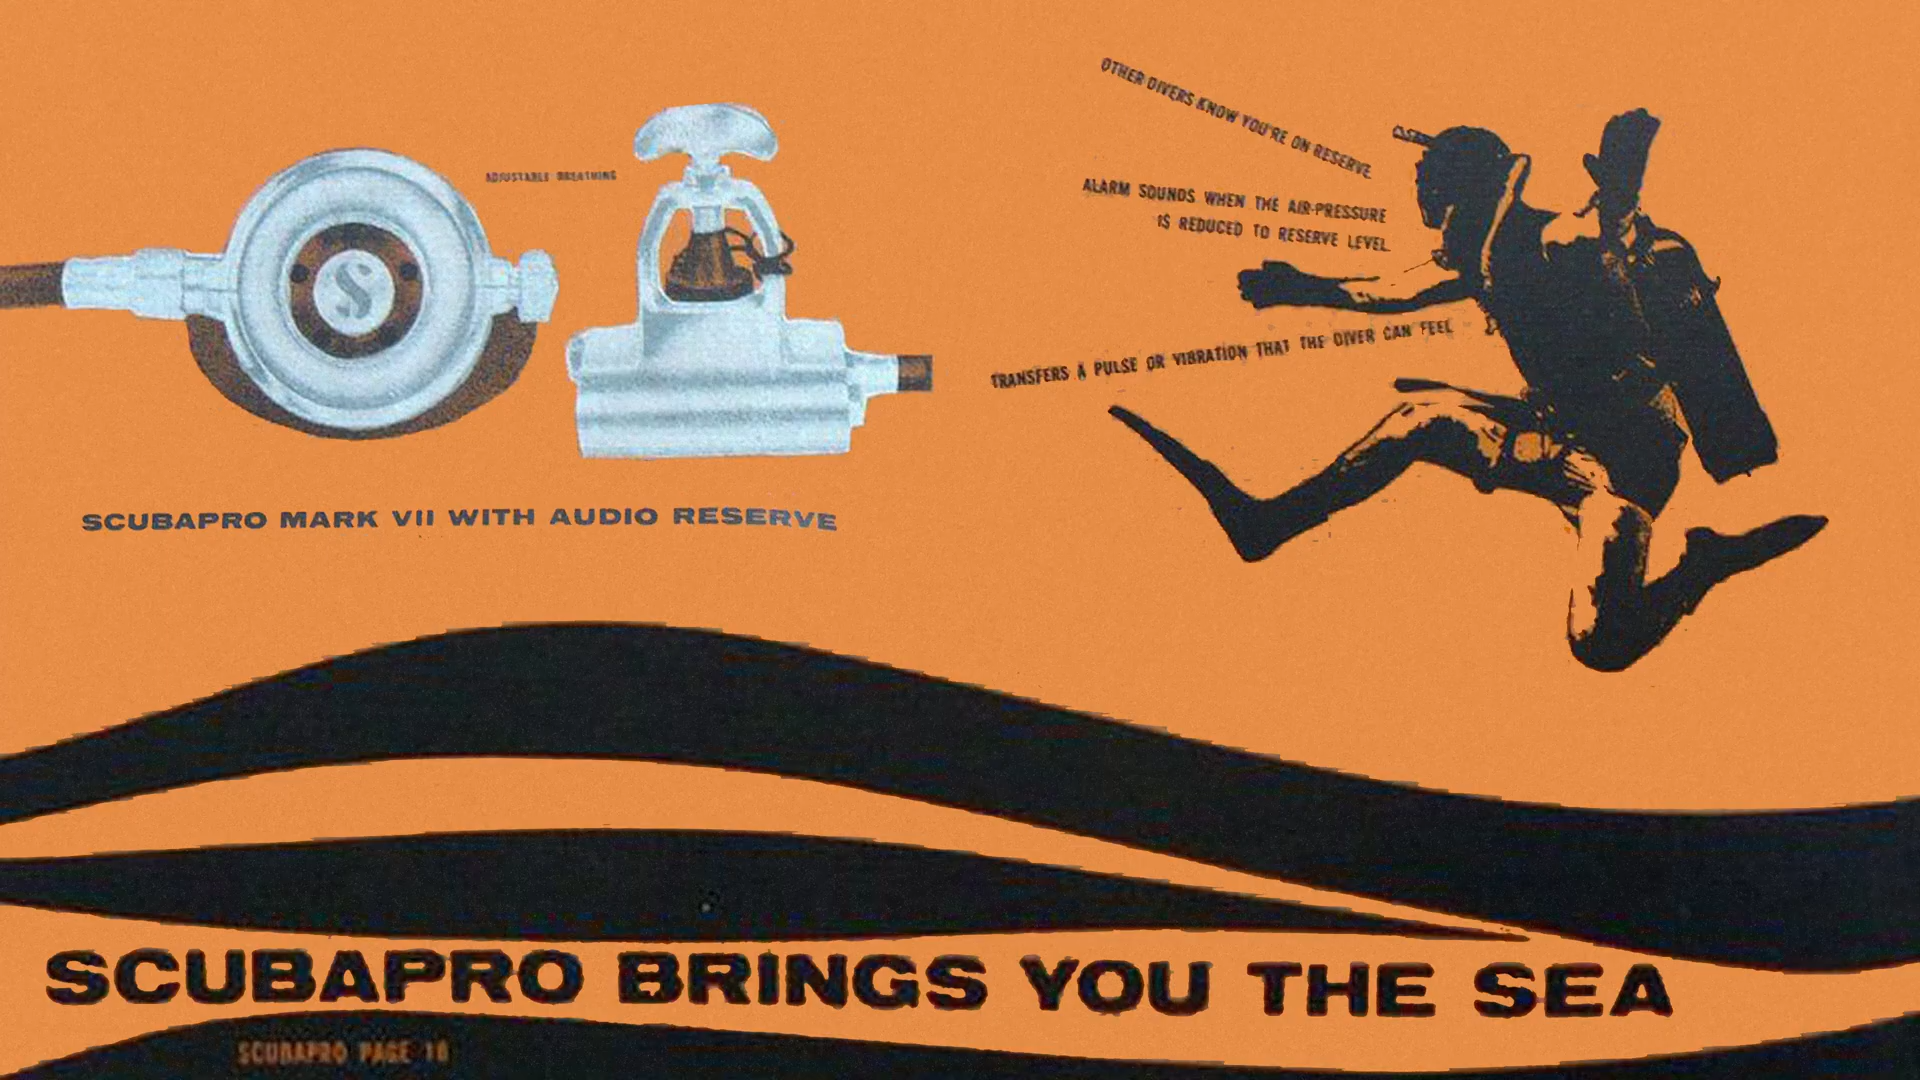 OTHER DIVERS KNOW YOU'RE ON RESERVE
ADJUSTABLE BREATHING
ALARM SOUNDS WHEN THE AIR-PRESSURE
IS REDUCED TO RESERVE LEVEL.
S
TRANSFERS A PULSE OR VIBRATION THAT THE DIVER CAN FEEL
SCUBAPRO MARK VII WITH AUDIO RESERVE
SCUBAPRO BRINGS YOU THE SEA
SCUBAPRO PAGE 10